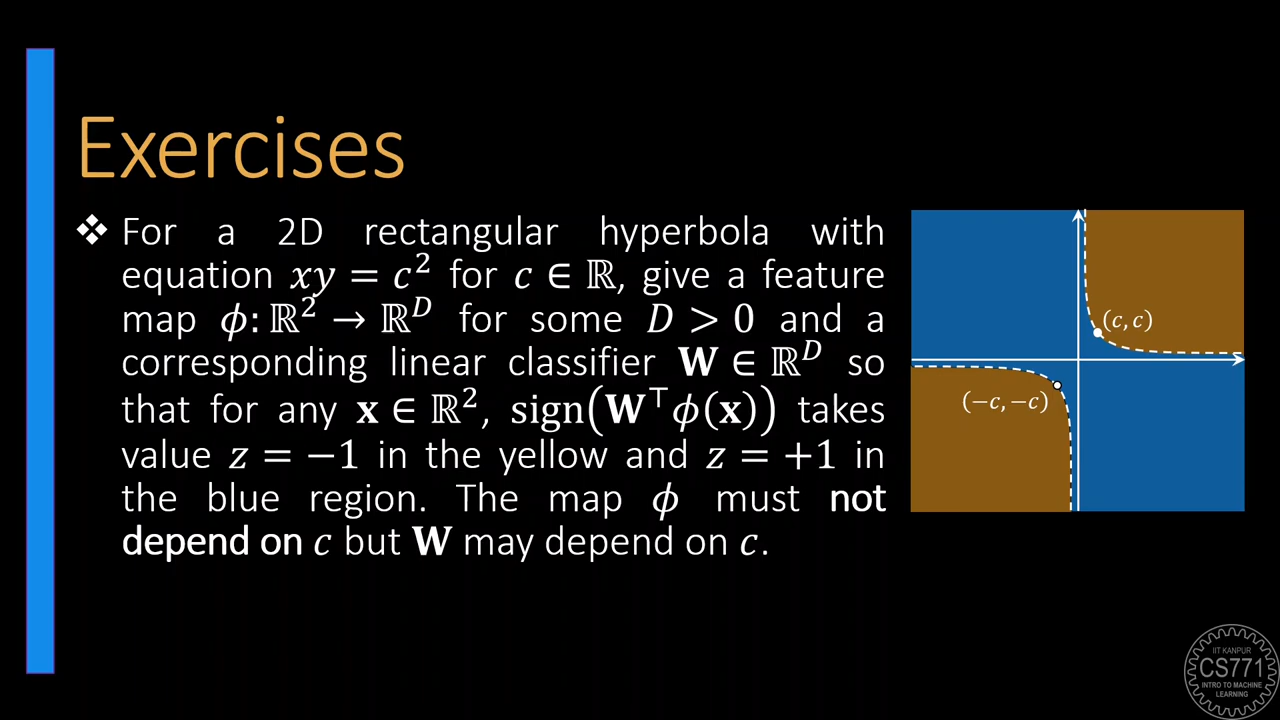 Exercises
❖ For a 2D rectangular hyperbola with
equation xy = c² for c ∈ ℝ, give a feature
map ϕ: ℝ² → ℝᴰ for some D > 0 and a
corresponding linear classifier 𝐖 ∈ ℝᴰ so
that for any 𝐱 ∈ ℝ², sign(𝐖ᵀϕ(𝐱)) takes
value z = −1 in the yellow and z = +1 in
the blue region. The map ϕ must not
depend on c but 𝐖 may depend on c.
(c, c)
(−c, −c)
IIT KANPUR
CS771
INTRO TO MACHINE
LEARNING